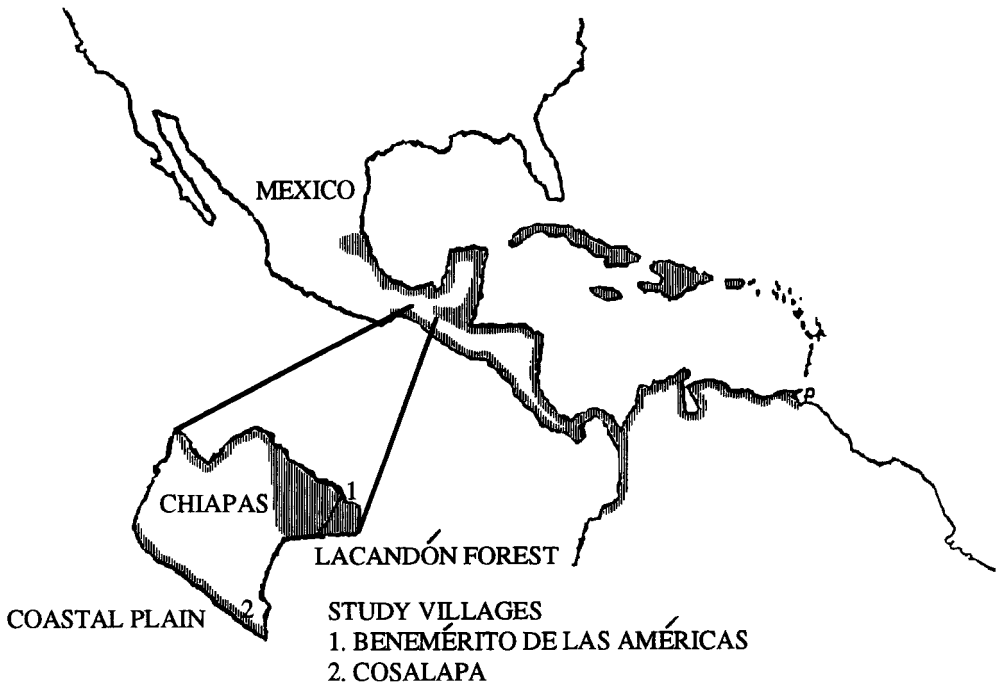 MEXICO
CHIAPAS
1
LACANDÓN FOREST
COASTAL PLAIN
2
STUDY VILLAGES
1. BENEMÉRITO DE LAS AMÉRICAS
2. COSALAPA